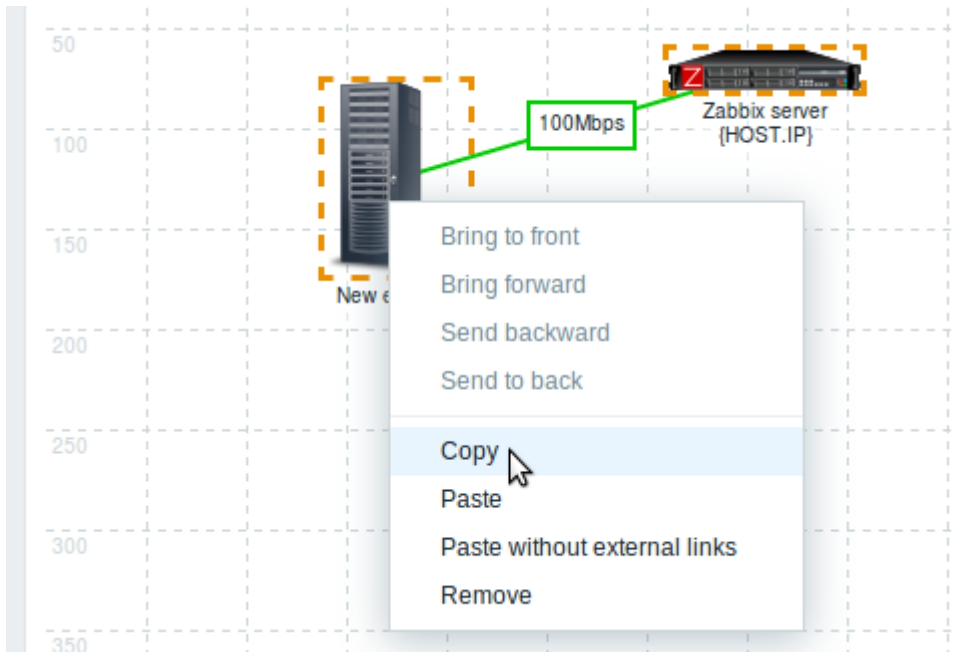 50
100Mbps
Z
Zabbix server
{HOST.IP}
100
Bring to front
150
New e
Bring forward
Send backward
200
Send to back
250
Copy
Paste
300
Paste without external links
Remove
350